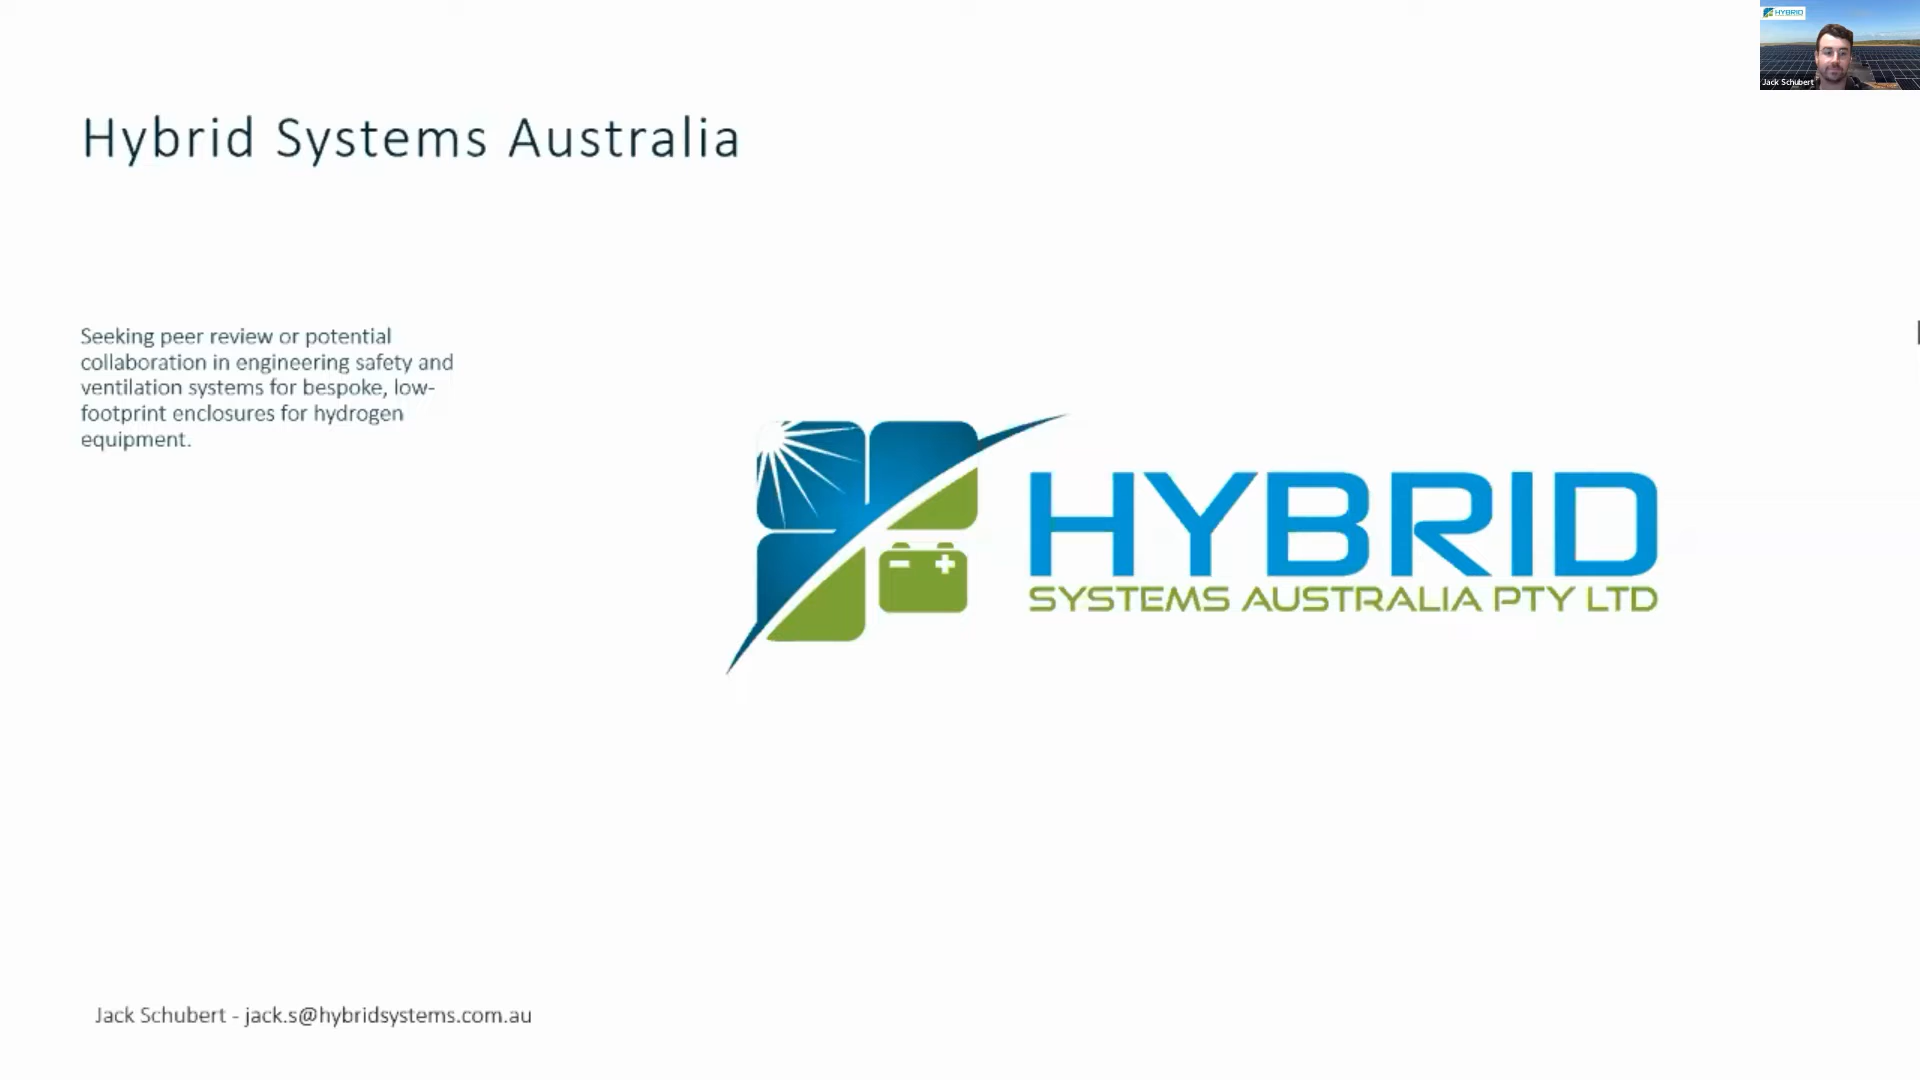 HYBRID
Jack Schubert
Hybrid Systems Australia
Seeking peer review or potential
collaboration in engineering safety and
ventilation systems for bespoke, low-
footprint enclosures for hydrogen
equipment.
HYBRID
SYSTEMS AUSTRALIA PTY LTD
Jack Schubert - jack.s@hybridsystems.com.au